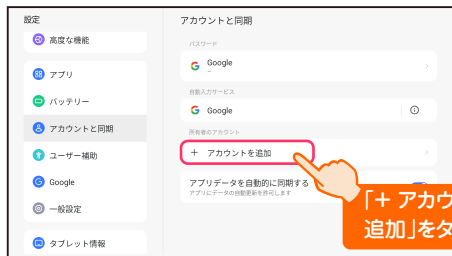 設定
高度な機能
アプリ
バッテリー
アカウントと同期
ユーザー補助
Google
一般設定
タブレット情報
アカウントと同期
パスワード
Google
--
自動入力サービス
Google
所有者のアカウント
+ アカウントを追加
アプリデータを自動的に同期する
アプリにデータの自動更新を許可します
「+ アカウ
追加」をタ